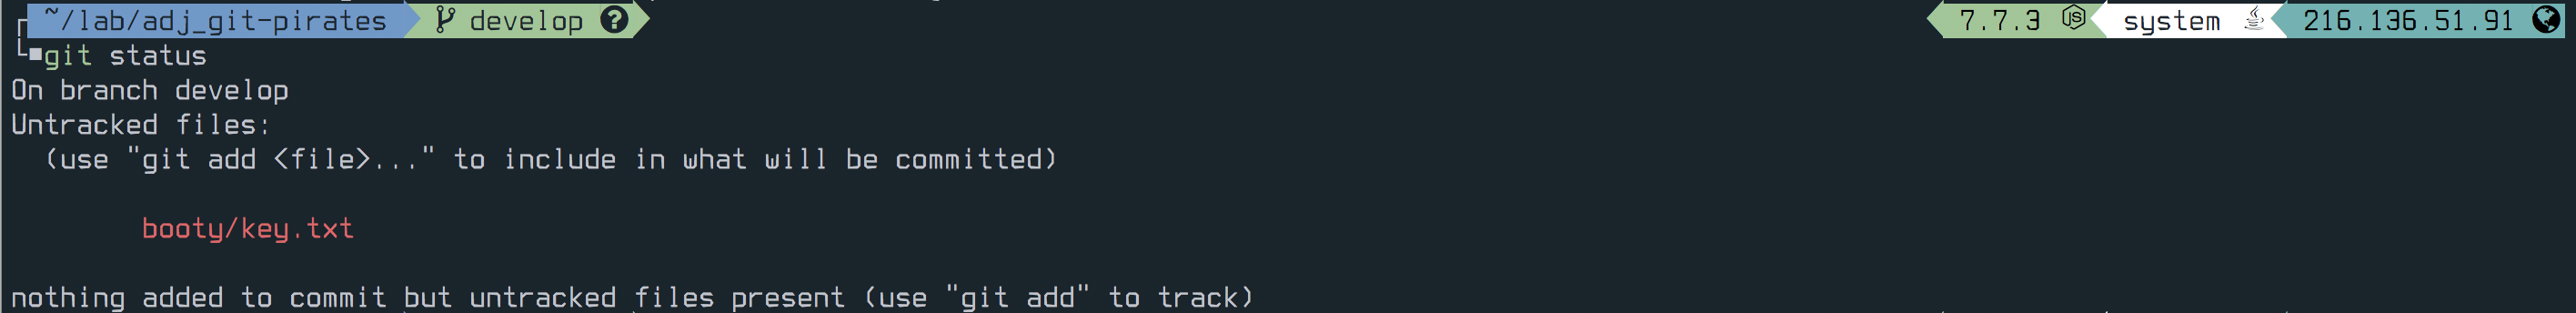 ~/lab/adj_git-pirates develop 7.7.3 system 216.136.51.91
git status
On branch develop
Untracked files:
(use "git add <file>..." to include in what will be committed)
booty/key.txt
nothing added to commit but untracked files present (use "git add" to track)